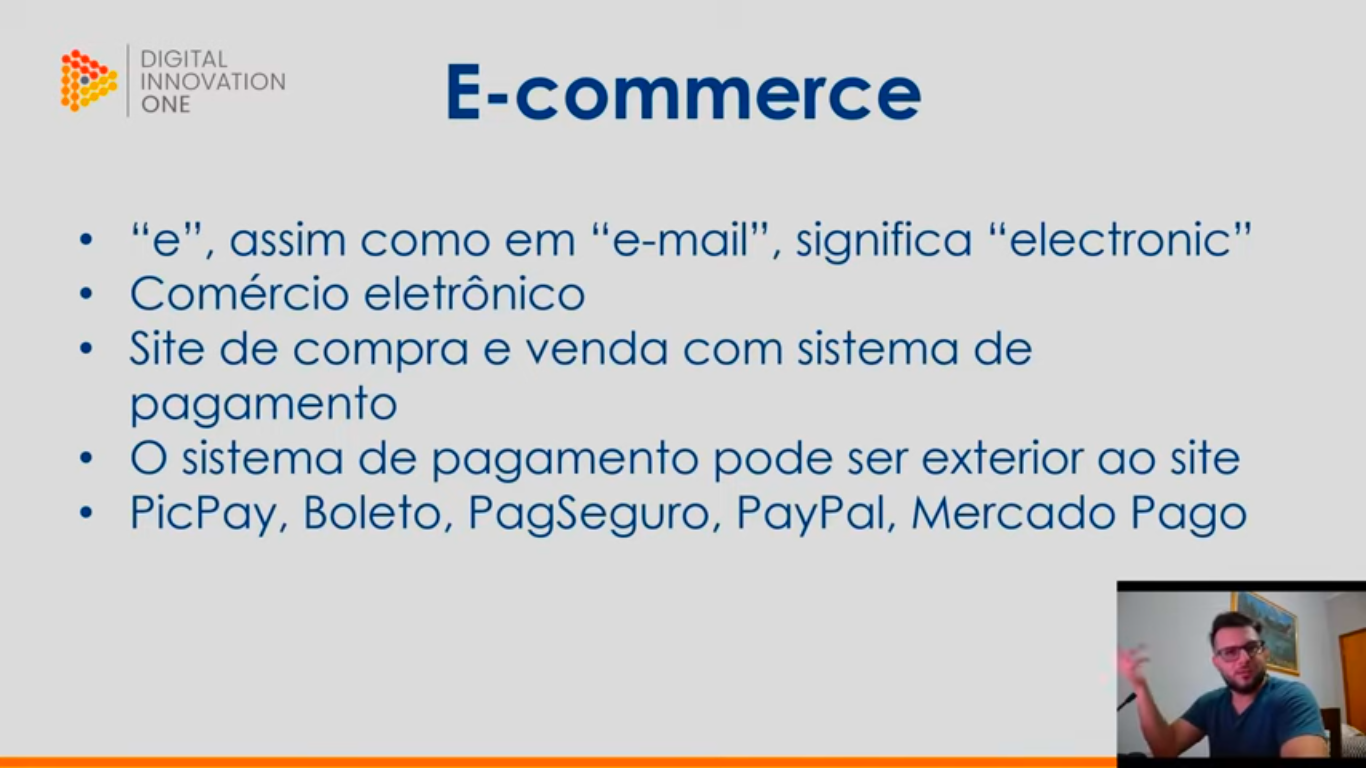 DIGITAL
INNOVATION
ONE
E-commerce
• “e”, assim como em “e-mail”, significa “electronic”
• Comércio eletrônico
• Site de compra e venda com sistema de
pagamento
• O sistema de pagamento pode ser exterior ao site
• PicPay, Boleto, PagSeguro, PayPal, Mercado Pago